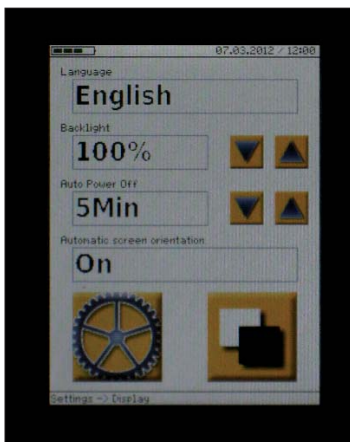 07.03.2012 / 12:00
Language
English
Backlight
100%
Auto Power Off
5Min
Automatic screen orientation
On
Settings -> Display